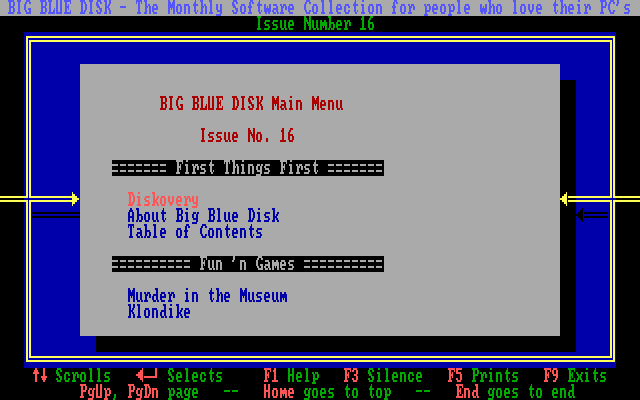 BIG BLUE DISK - The Monthly Software Collection for people who love their PC's
Issue Number 16
BIG BLUE DISK Main Menu
Issue No. 16
======= First Things First =======
Diskovery
About Big Blue Disk
Table of Contents
========== Fun 'n Games ==========
Murder in the Museum
Klondike
↑↓ Scrolls ←┘ Selects F1 Help F3 Silence F5 Prints F9 Exits
PgUp, PgDn page -- Home goes to top -- End goes to end